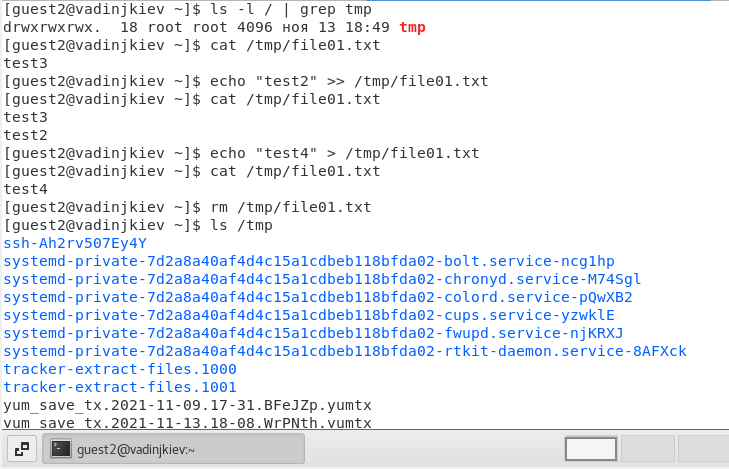 [guest2@vadinjkiev ~]$ ls -l / | grep tmp
drwxrwxrwx.  18 root root 4096 ноя 13 18:49 tmp
[guest2@vadinjkiev ~]$ cat /tmp/file01.txt
test3
[guest2@vadinjkiev ~]$ echo "test2" >> /tmp/file01.txt
[guest2@vadinjkiev ~]$ cat /tmp/file01.txt
test3
test2
[guest2@vadinjkiev ~]$ echo "test4" > /tmp/file01.txt
[guest2@vadinjkiev ~]$ cat /tmp/file01.txt
test4
[guest2@vadinjkiev ~]$ rm /tmp/file01.txt
[guest2@vadinjkiev ~]$ ls /tmp
ssh-Ah2rv507Ey4Y
systemd-private-7d2a8a40af4d4c15a1cdbeb118bfda02-bolt.service-ncg1hp
systemd-private-7d2a8a40af4d4c15a1cdbeb118bfda02-chronyd.service-M74Sgl
systemd-private-7d2a8a40af4d4c15a1cdbeb118bfda02-colord.service-pQwXB2
systemd-private-7d2a8a40af4d4c15a1cdbeb118bfda02-cups.service-yzwklE
systemd-private-7d2a8a40af4d4c15a1cdbeb118bfda02-fwupd.service-njKRXJ
systemd-private-7d2a8a40af4d4c15a1cdbeb118bfda02-rtkit-daemon.service-8AFXck
tracker-extract-files.1000
tracker-extract-files.1001
yum_save_tx.2021-11-09.17-31.BFeJZp.yumtx
yum_save_tx.2021-11-13.18-08.WrPNth.yumtx
guest2@vadinjkiev:~